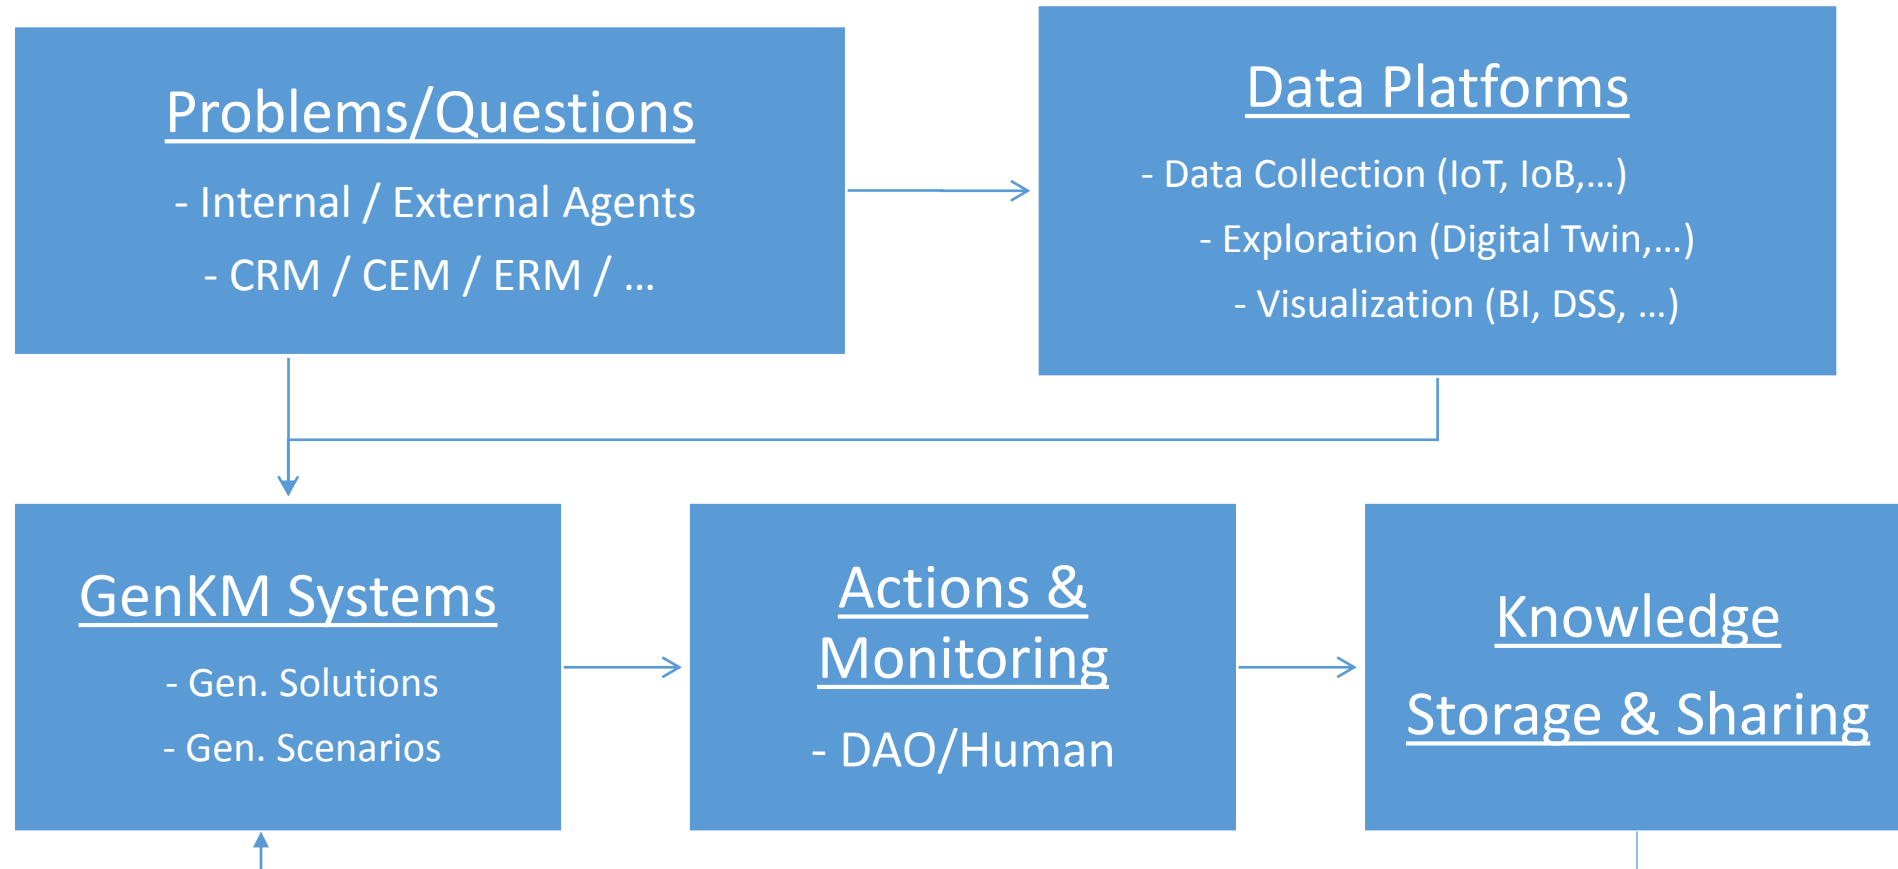 Problems/Questions
- Internal / External Agents
- CRM / CEM / ERM / ...
Data Platforms
- Data Collection (IoT, IoB,...)
- Exploration (Digital Twin,...)
- Visualization (BI, DSS, ...)
GenKM Systems
- Gen. Solutions
- Gen. Scenarios
Actions &
Monitoring
- DAO/Human
Knowledge
Storage & Sharing